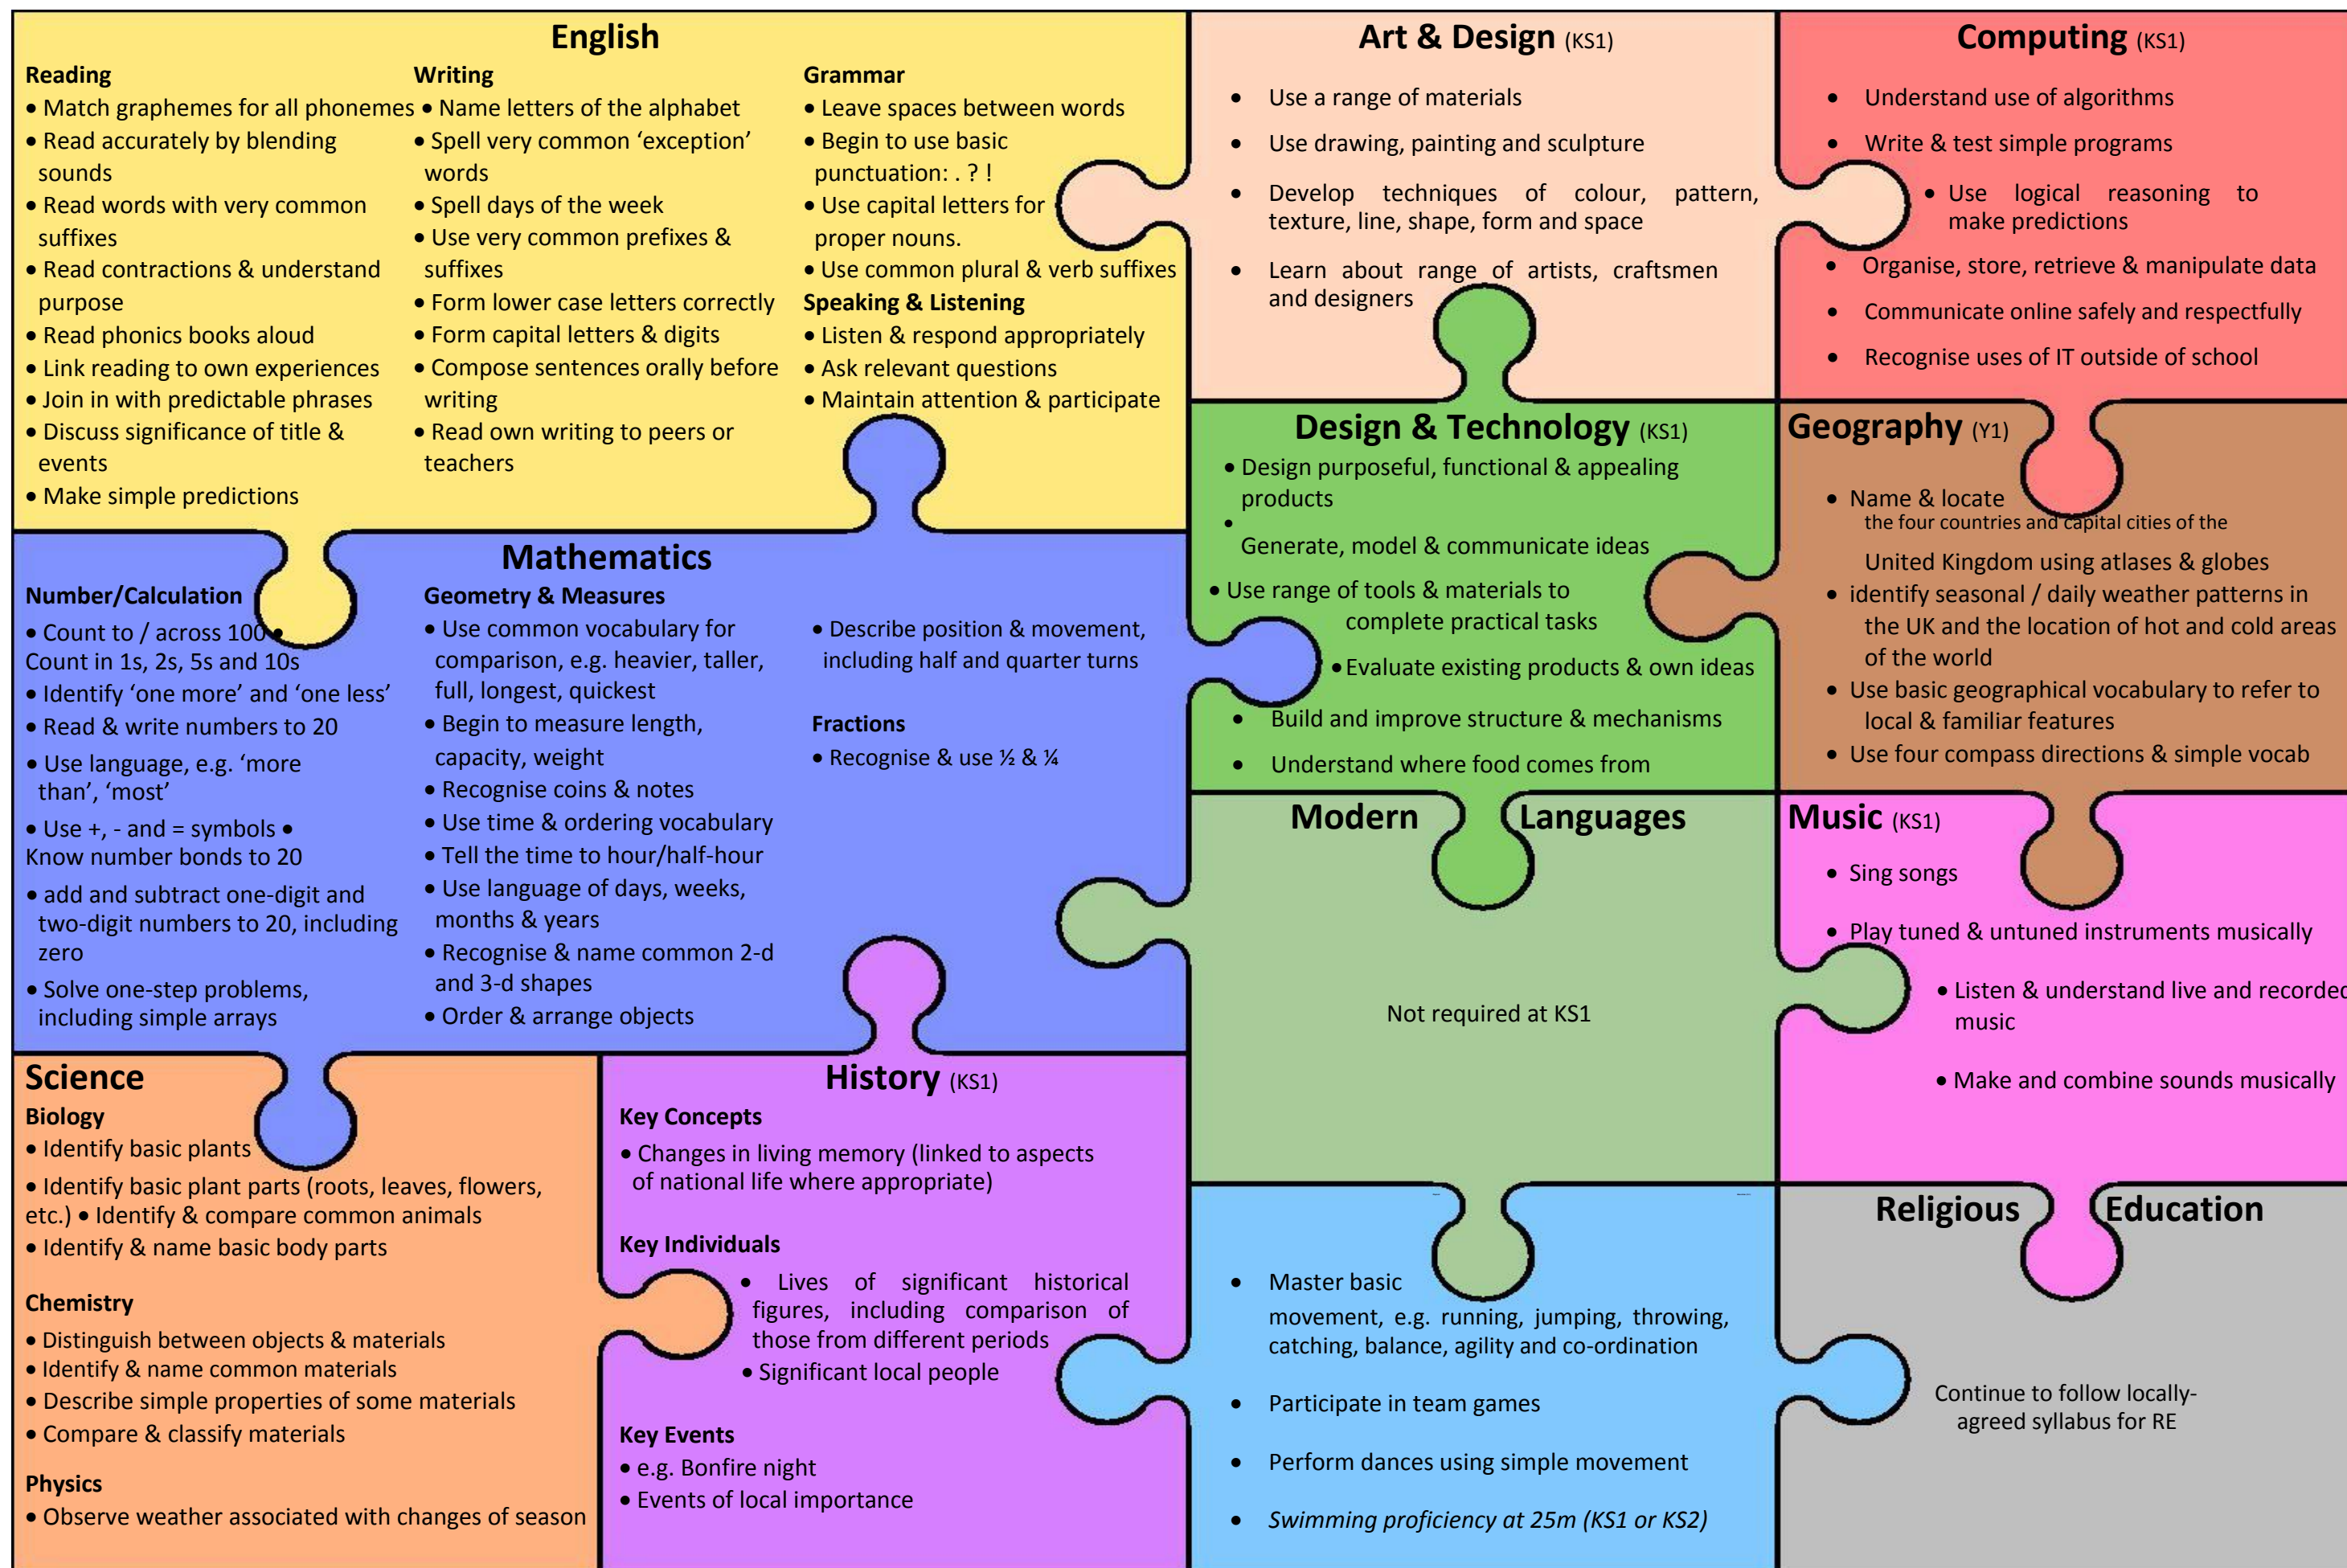 English
Reading
• Match graphemes for all phonemes
• Read accurately by blending
sounds
• Read words with very common
suffixes
• Read contractions & understand
purpose
• Read phonics books aloud
• Link reading to own experiences
• Join in with predictable phrases
• Discuss significance of title &
events
• Make simple predictions
Writing
• Name letters of the alphabet
• Spell very common ‘exception’
words
• Spell days of the week
• Use very common prefixes &
suffixes
• Form lower case letters correctly
• Form capital letters & digits
• Compose sentences orally before
writing
• Read own writing to peers or
teachers
Grammar
• Leave spaces between words
• Begin to use basic
punctuation: . ? !
• Use capital letters for
proper nouns.
• Use common plural & verb suffixes
Speaking & Listening
• Listen & respond appropriately
• Ask relevant questions
• Maintain attention & participate
Art & Design (KS1)
• Use a range of materials
• Use drawing, painting and sculpture
• Develop techniques of colour, pattern,
texture, line, shape, form and space
• Learn about range of artists, craftsmen
and designers
Computing (KS1)
• Understand use of algorithms
• Write & test simple programs
• Use logical reasoning to
make predictions
• Organise, store, retrieve & manipulate data
• Communicate online safely and respectfully
• Recognise uses of IT outside of school
Mathematics
Number/Calculation
• Count to / across 100 •
Count in 1s, 2s, 5s and 10s
• Identify ‘one more’ and ‘one less’
• Read & write numbers to 20
• Use language, e.g. ‘more
than’, ‘most’
• Use +, - and = symbols •
Know number bonds to 20
• add and subtract one-digit and
two-digit numbers to 20, including
zero
• Solve one-step problems,
including simple arrays
Geometry & Measures
• Use common vocabulary for
comparison, e.g. heavier, taller,
full, longest, quickest
• Begin to measure length,
capacity, weight
• Recognise coins & notes
• Use time & ordering vocabulary
• Tell the time to hour/half-hour
• Use language of days, weeks,
months & years
• Recognise & name common 2-d
and 3-d shapes
• Order & arrange objects
• Describe position & movement,
including half and quarter turns
Fractions
• Recognise & use ½ & ¼
Design & Technology (KS1)
• Design purposeful, functional & appealing
products
•
Generate, model & communicate ideas
• Use range of tools & materials to
complete practical tasks
• Evaluate existing products & own ideas
• Build and improve structure & mechanisms
• Understand where food comes from
Geography (Y1)
• Name & locate
the four countries and capital cities of the
United Kingdom using atlases & globes
• identify seasonal / daily weather patterns in
the UK and the location of hot and cold areas
of the world
• Use basic geographical vocabulary to refer to
local & familiar features
• Use four compass directions & simple vocab
Modern Languages
Not required at KS1
Music (KS1)
• Sing songs
• Play tuned & untuned instruments musically
• Listen & understand live and recorded
music
• Make and combine sounds musically
Science
Biology
• Identify basic plants
• Identify basic plant parts (roots, leaves, flowers,
etc.) • Identify & compare common animals
• Identify & name basic body parts
Chemistry
• Distinguish between objects & materials
• Identify & name common materials
• Describe simple properties of some materials
• Compare & classify materials
Physics
• Observe weather associated with changes of season
History (KS1)
Key Concepts
• Changes in living memory (linked to aspects
of national life where appropriate)
Key Individuals
• Lives of significant historical
figures, including comparison of
those from different periods
• Significant local people
Key Events
• e.g. Bonfire night
• Events of local importance
• Master basic
movement, e.g. running, jumping, throwing,
catching, balance, agility and co-ordination
• Participate in team games
• Perform dances using simple movement
• Swimming proficiency at 25m (KS1 or KS2)
Religious Education
Continue to follow locally-
agreed syllabus for RE